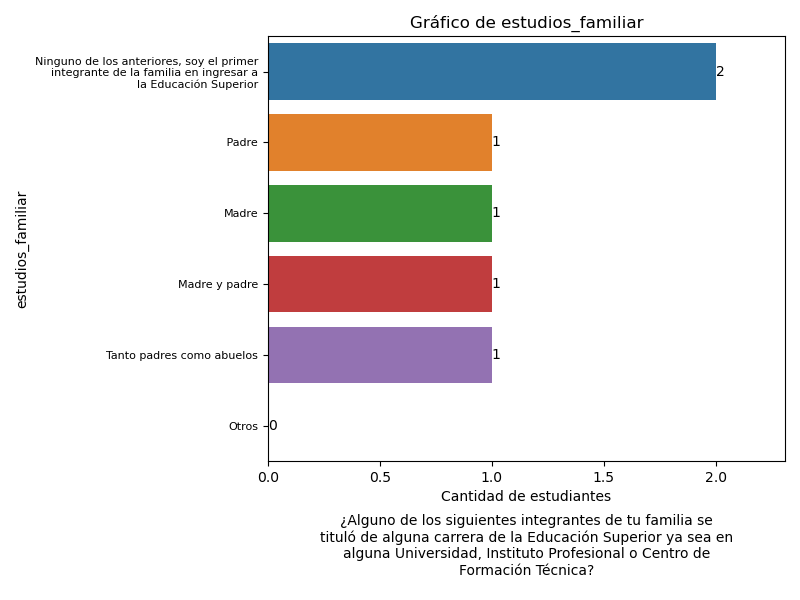 Gráfico de estudios_familiar
estudios_familiar
Ninguno de los anteriores, soy el primer
integrante de la familia en ingresar a
la Educación Superior
2
Padre
1
Madre
1
Madre y padre
1
Tanto padres como abuelos
1
Otros
0
0.0 0.5 1.0 1.5 2.0
Cantidad de estudiantes
¿Alguno de los siguientes integrantes de tu familia se
tituló de alguna carrera de la Educación Superior ya sea en
alguna Universidad, Instituto Profesional o Centro de
Formación Técnica?